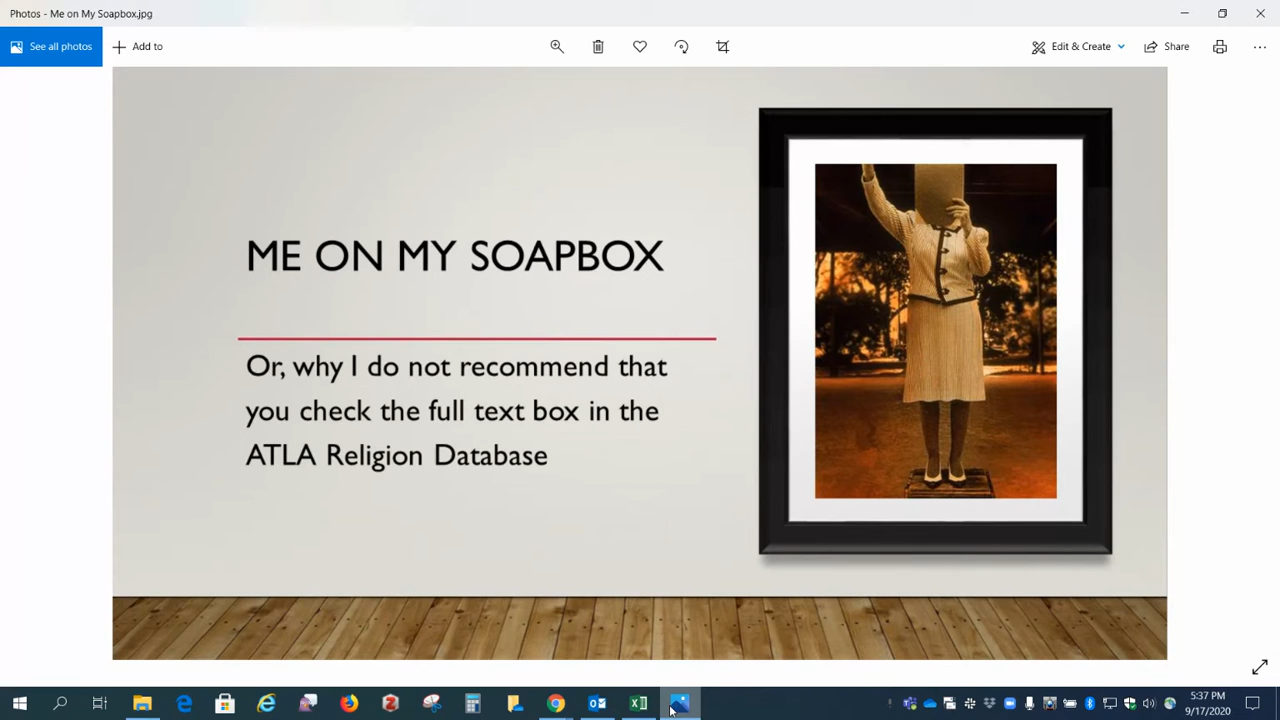 Photos - Me on My Soapbox.jpg
See all photos
Add to
Edit & Create
Share
ME ON MY SOAPBOX
Or, why I do not recommend that
you check the full text box in the
ATLA Religion Database
5:37 PM
9/17/2020